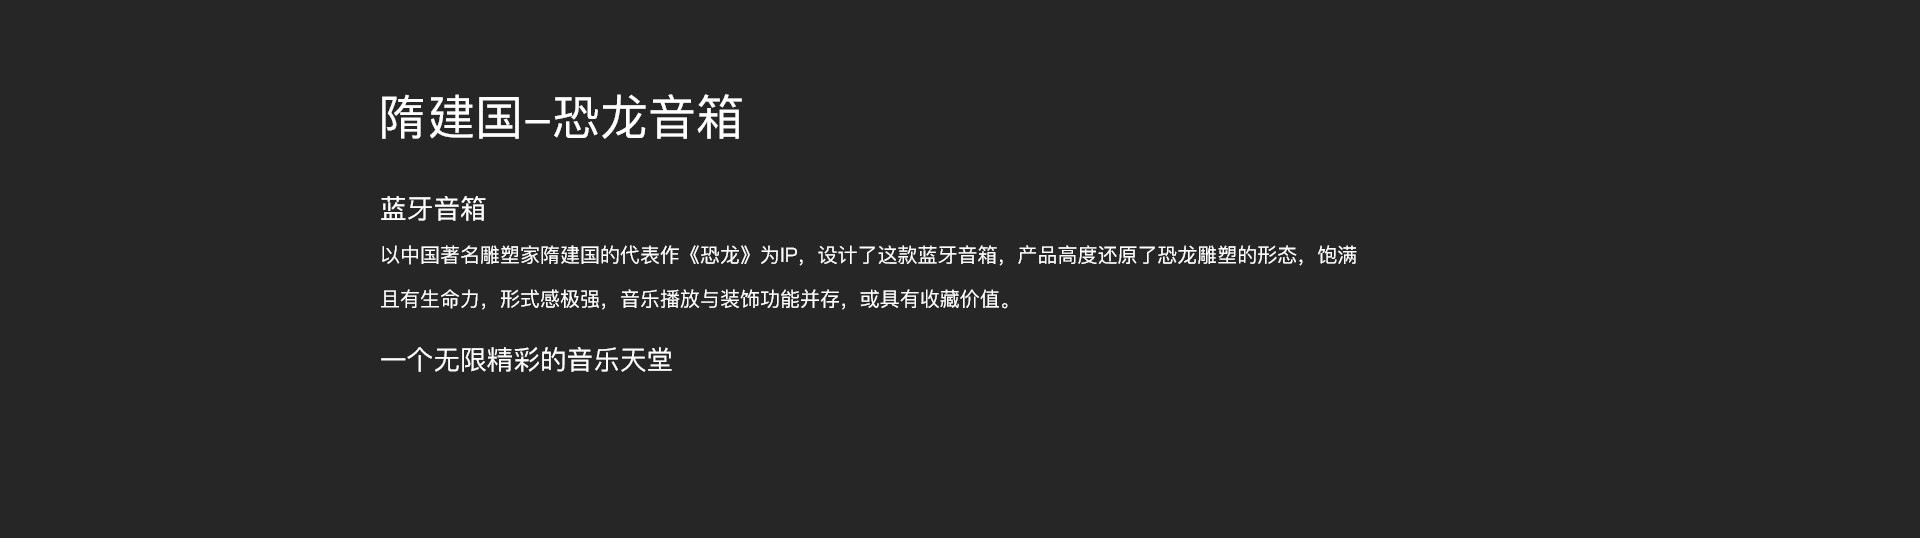 隋建国–恐龙音箱
蓝牙音箱
以中国著名雕塑家隋建国的代表作《恐龙》为IP，设计了这款蓝牙音箱，产品高度还原了恐龙雕塑的形态，饱满
且有生命力，形式感极强，音乐播放与装饰功能并存，或具有收藏价值。
一个无限精彩的音乐天堂